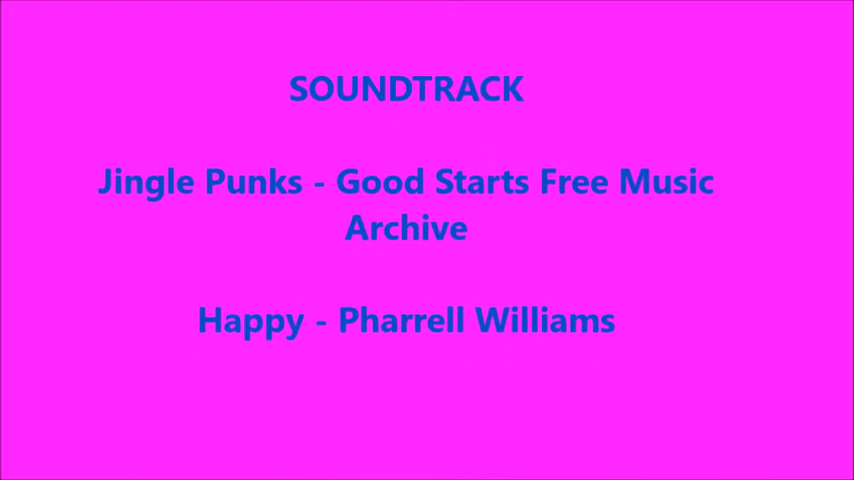 SOUNDTRACK
Jingle Punks - Good Starts Free Music
Archive
Happy - Pharrell Williams